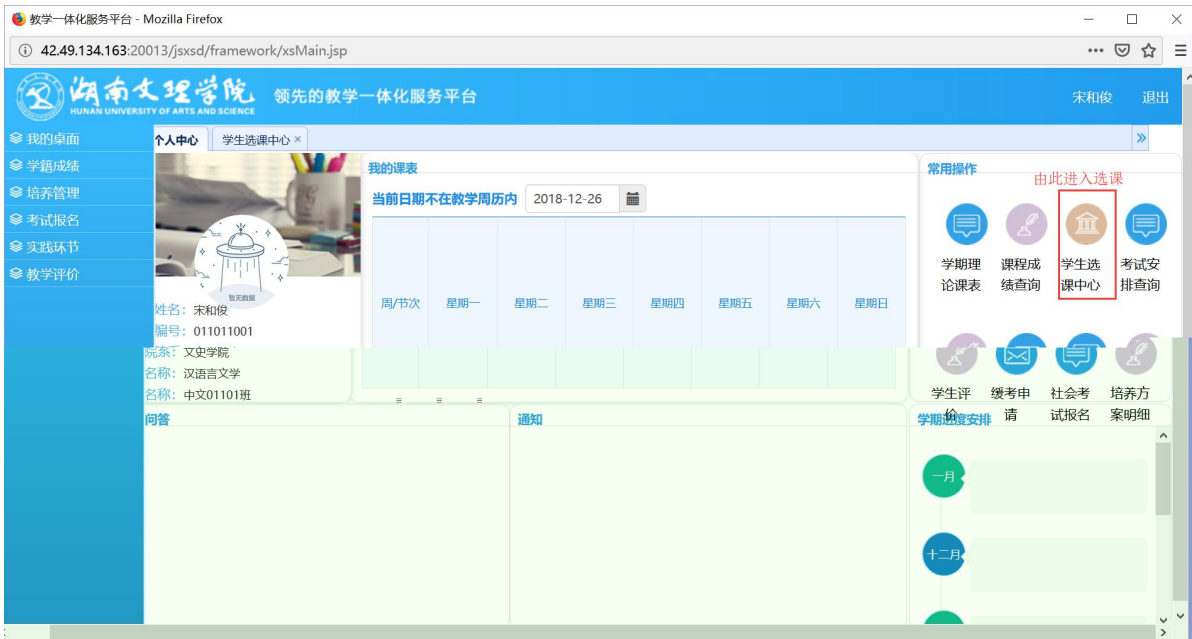 教学一体化服务平台 - Mozilla Firefox
42.49.134.163:20013/jsxsd/framework/xsMain.jsp
湖南文理学院 领先的教学一体化服务平台
HUNAN UNIVERSITY OF ARTS AND SCIENCE
宋和俊 退出
我的桌面
学籍成绩
培养管理
考试报名
实践环节
教学评价
个人中心 学生选课中心 ×
暂无数据
姓名：宋和俊
编号：011011001
院系：文史学院
名称：汉语言文学
名称：中文01101班
我的课表
当前日期不在教学周历内 2018-12-26
周/节次 星期一 星期二 星期三 星期四 星期五 星期六 星期日
常用操作
由此进入选课
学期理论课表
课程成绩查询
学生选课中心
考试安排查询
学生评价
缓考申请
社会考试报名
培养方案明细
问答
通知
学期进度安排
一月
十二月